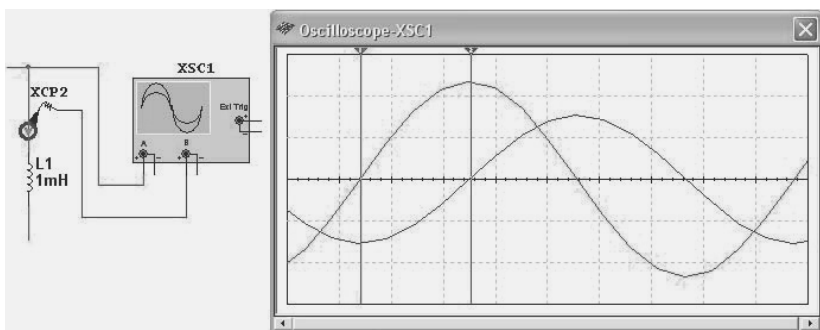 Oscilloscope-XSC1
XSC1
XCP2
Ext Trig
A
B
L1
1mH